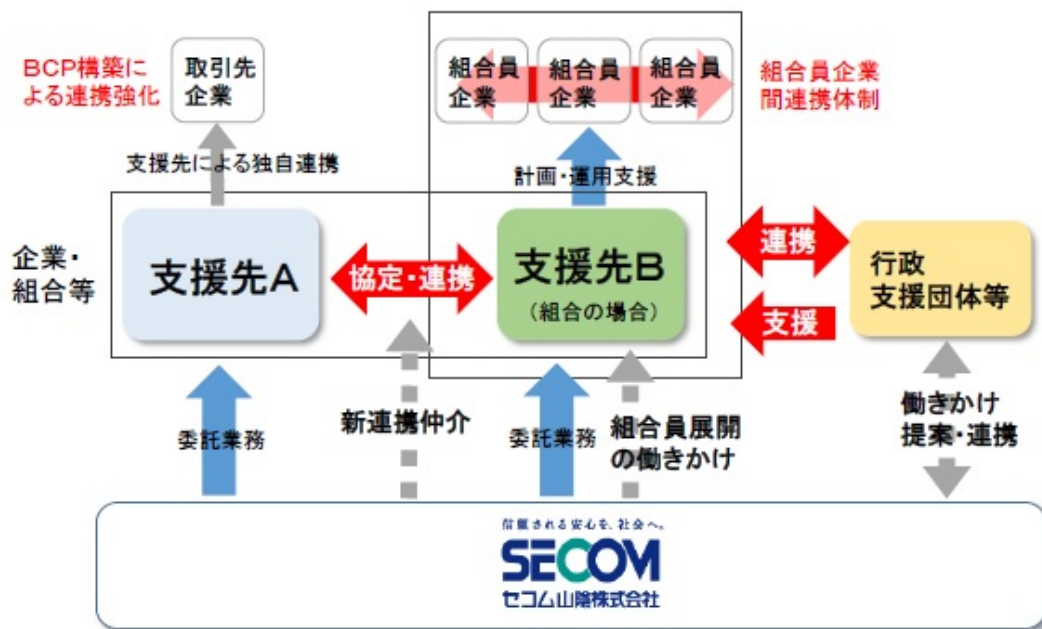 BCP構築に
よる連携強化
取引先
企業
組合員
企業
組合員
企業
組合員
企業
組合員企業
間連携体制
支援先による独自連携
計画・運用支援
企業・
組合等
支援先A
協定・連携
支援先B
(組合の場合)
連携
支援
行政
支援団体等
委託業務
新連携仲介
委託業務
組合員展開
の働きかけ
働きかけ
提案・連携
信頼される安心を、社会へ。
SECOM
セコム山陰株式会社